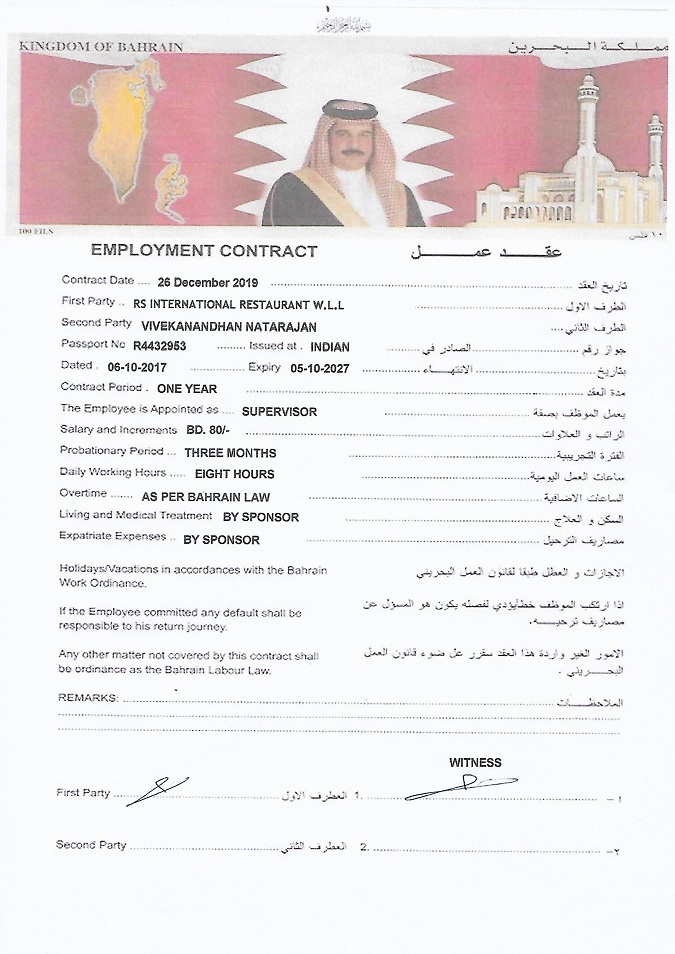 بسم الله الرحمن الرحيم
KINGDOM OF BAHRAIN مملكة البحرين
100 FILS ١٠٠ فلس
EMPLOYMENT CONTRACT عقد عمل
Contract Date .... 26 December 2019 تاريخ العقد
First Party .. RS INTERNATIONAL RESTAURANT W.L.L الطرف الاول
Second Party VIVEKANANDHAN NATARAJAN الطرف الثاني....
Passport No R4432953 ......... Issued at . INDIAN الصادر في جواز رقم
Dated . 06-10-2017 Expiry 05-10-2027 الانتهاء بتاريخ
Contract Period . ONE YEAR مدة العقد
The Employee is Appointed as .... SUPERVISOR يعمل الموظف بصفة
Salary and Increments BD. 80/- الراتب و العلاوات
Probationary Period ... THREE MONTHS الفترة التجريبية
Daily Working Hours ..... EIGHT HOURS ساعات العمل اليومية
Overtime ....... AS PER BAHRAIN LAW الساعات الاضافية
Living and Medical Treatment BY SPONSOR السكن و العلاج
Expatriate Expenses .. BY SPONSOR مصاريف الترحيل
Holidays/Vacations in accordances with the Bahrain الاجازات و العطل طبقا لقانون العمل البحريني
Work Ordinance.
If the Employee committed any default shall be اذا ارتكب الموظف خطأيؤدي لفصله يكون هو المسؤل عن
responsible to his return journey. مصاريف ترحيـــه.
Any other matter not covered by this contract shall الامور الغير واردة هذا العقد سقرر عل ضوء قانون العمل
be ordinance as the Bahrain Labour Law. البحريني .
REMARKS: الملاحظات
WITNESS
First Party العطرف الاول 1. ١ –
Second Party العطرف الثاني 2. ٢–